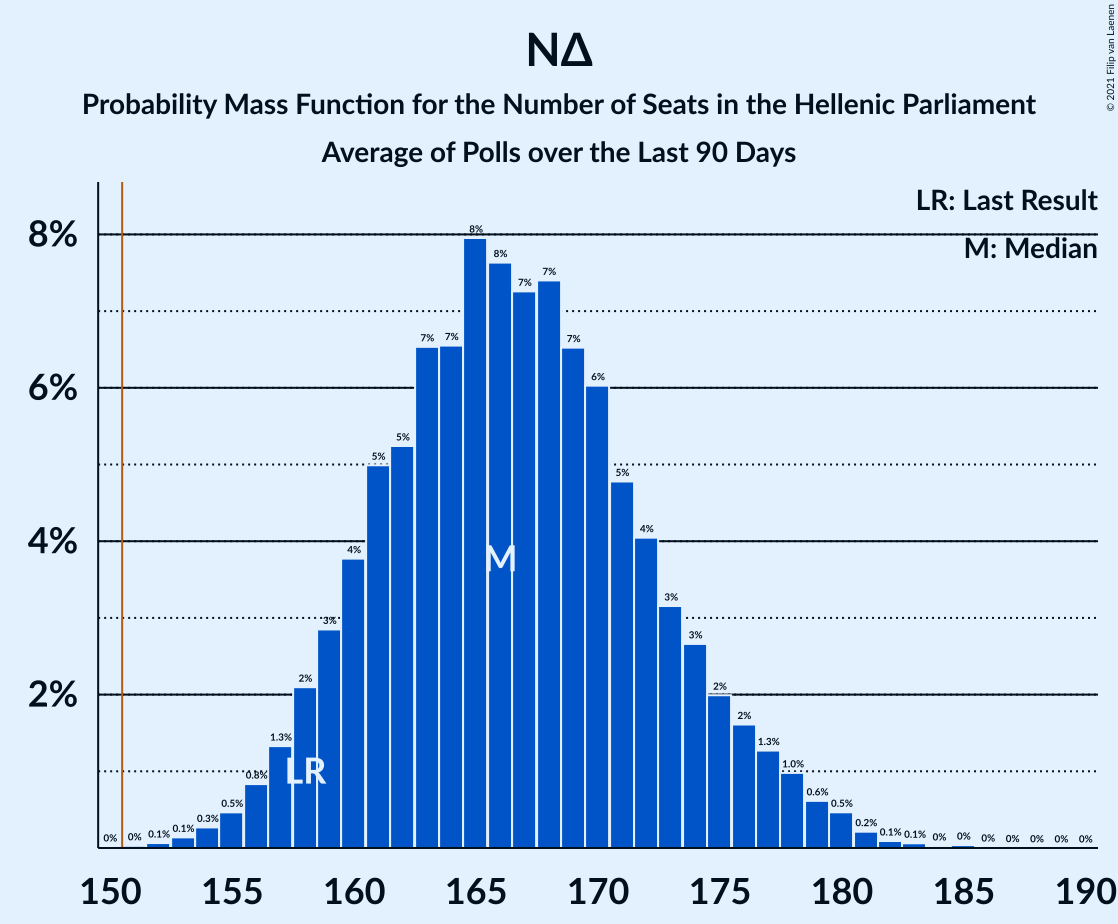 © 2021 Filip van Laenen
ΝΔ
Probability Mass Function for the Number of Seats in the Hellenic Parliament
Average of Polls over the Last 90 Days
LR: Last Result
M: Median
8%
6%
4%
2%
0% 0% 0.1% 0.1% 0.3% 0.5% 0.8% 1.3% 2% 3% 4% 5% 5% 7% 7% 8% 8% 7% 7% 7% 6% 5% 4% 3% 3% 2% 2% 1.3% 1.0% 0.6% 0.5% 0.2% 0.1% 0.1% 0% 0% 0% 0% 0% 0% 0%
M
LR
150 155 160 165 170 175 180 185 190